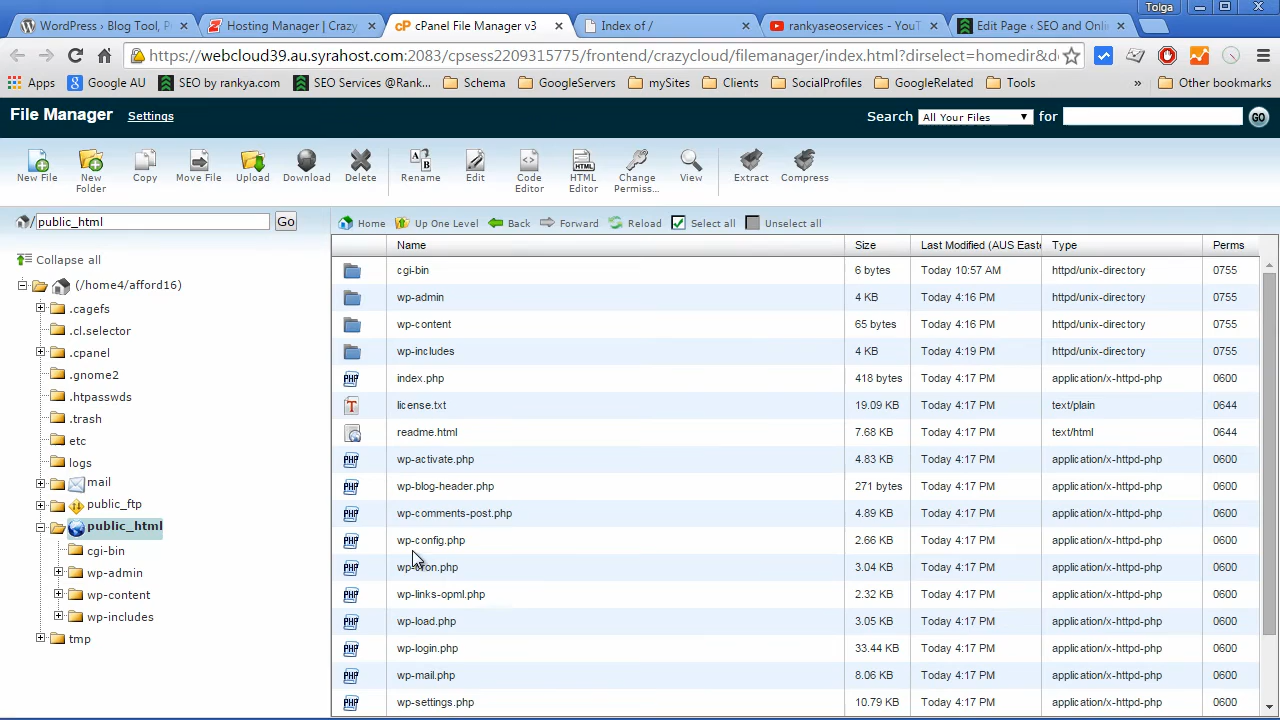 Tolga
WordPress › Blog Tool, P
Hosting Manager | Crazy
cPanel File Manager v3
Index of /
rankyaseoservices - YouT
Edit Page ‹ SEO and Onli
https://webcloud39.au.syrahost.com:2083/cpsess2209315775/frontend/crazycloud/filemanager/index.html?dirselect=homedir&d
Apps
Google AU
SEO by rankya.com
SEO Services @Rank...
Schema
GoogleServers
mySites
Clients
SocialProfiles
GoogleRelated
Tools
»
Other bookmarks
File Manager
Settings
Search
All Your Files
for
GO
New File
New Folder
Copy
Move File
Upload
Download
Delete
Rename
Edit
Code Editor
HTML Editor
Change Permiss...
View
Extract
Compress
/
public_html
Go
Home
Up One Level
Back
Forward
Reload
Select all
Unselect all
Collapse all
(/home4/afford16)
.cagefs
.cl.selector
.cpanel
.gnome2
.htpasswds
.trash
etc
logs
mail
public_ftp
public_html
cgi-bin
wp-admin
wp-content
wp-includes
tmp
Name Size Last Modified (AUS Easte Type Perms
cgi-bin 6 bytes Today 10:57 AM httpd/unix-directory 0755
wp-admin 4 KB Today 4:16 PM httpd/unix-directory 0755
wp-content 65 bytes Today 4:16 PM httpd/unix-directory 0755
wp-includes 4 KB Today 4:19 PM httpd/unix-directory 0755
index.php 418 bytes Today 4:17 PM application/x-httpd-php 0600
license.txt 19.09 KB Today 4:17 PM text/plain 0644
readme.html 7.68 KB Today 4:17 PM text/html 0644
wp-activate.php 4.83 KB Today 4:17 PM application/x-httpd-php 0600
wp-blog-header.php 271 bytes Today 4:17 PM application/x-httpd-php 0600
wp-comments-post.php 4.89 KB Today 4:17 PM application/x-httpd-php 0600
wp-config.php 2.66 KB Today 4:17 PM application/x-httpd-php 0600
wp-cron.php 3.04 KB Today 4:17 PM application/x-httpd-php 0600
wp-links-opml.php 2.32 KB Today 4:17 PM application/x-httpd-php 0600
wp-load.php 3.05 KB Today 4:17 PM application/x-httpd-php 0600
wp-login.php 33.44 KB Today 4:17 PM application/x-httpd-php 0600
wp-mail.php 8.06 KB Today 4:17 PM application/x-httpd-php 0600
wp-settings.php 10.79 KB Today 4:17 PM application/x-httpd-php 0600